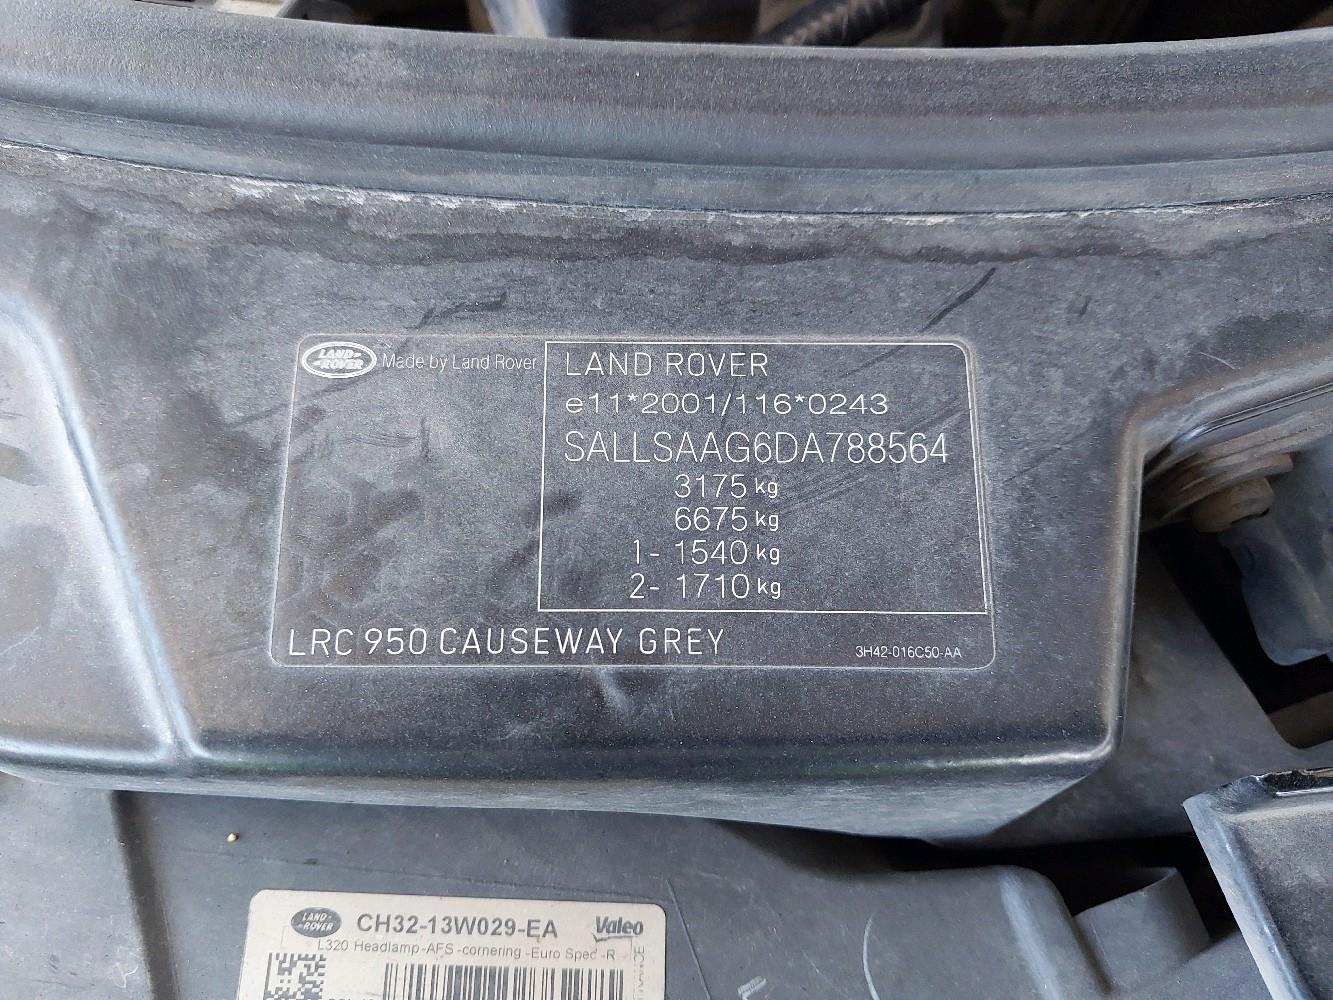 LAND ROVER
Made by Land Rover
LAND ROVER
e11*2001/116*0243
SALLSAAG6DA788564
3175 kg
6675 kg
1- 1540 kg
2- 1710 kg
LRC 950 CAUSEWAY GREY
3H42-016C50-AA
LAND ROVER
CH32-13W029-EA
Valeo
L320 Headlamp -AFS -cornering -Euro Spec -R